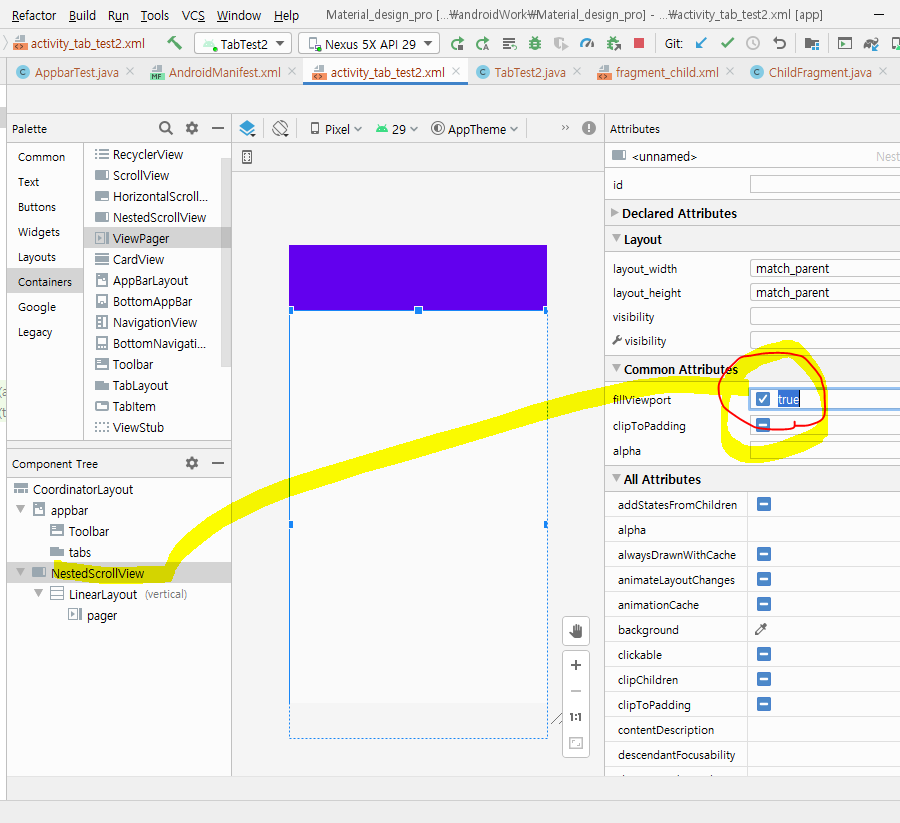 Refactor Build Run Tools VCS Window Help Material_design_pro [...₩androidWork₩Material_design_pro] - ...₩activity_tab_test2.xml [app]
activity_tab_test2.xml TabTest2 Nexus 5X API 29 Git:
AppbarTest.java AndroidManifest.xml activity_tab_test2.xml TabTest2.java fragment_child.xml ChildFragment.java
Palette
Common
Text
Buttons
Widgets
Layouts
Containers
Google
Legacy
RecyclerView
ScrollView
HorizontalScroll...
NestedScrollView
ViewPager
CardView
AppBarLayout
BottomAppBar
NavigationView
BottomNavigati...
Toolbar
TabLayout
TabItem
ViewStub
Component Tree
CoordinatorLayout
appbar
Toolbar
tabs
NestedScrollView
LinearLayout (vertical)
pager
Pixel 29 AppTheme »
1:1
Attributes
<unnamed> Nest
id
Declared Attributes
Layout
layout_width match_parent
layout_height match_parent
visibility
visibility
Common Attributes
fillViewport true
clipToPadding
alpha
All Attributes
addStatesFromChildren
alpha
alwaysDrawnWithCache
animateLayoutChanges
animationCache
background
clickable
clipChildren
clipToPadding
contentDescription
descendantFocusability